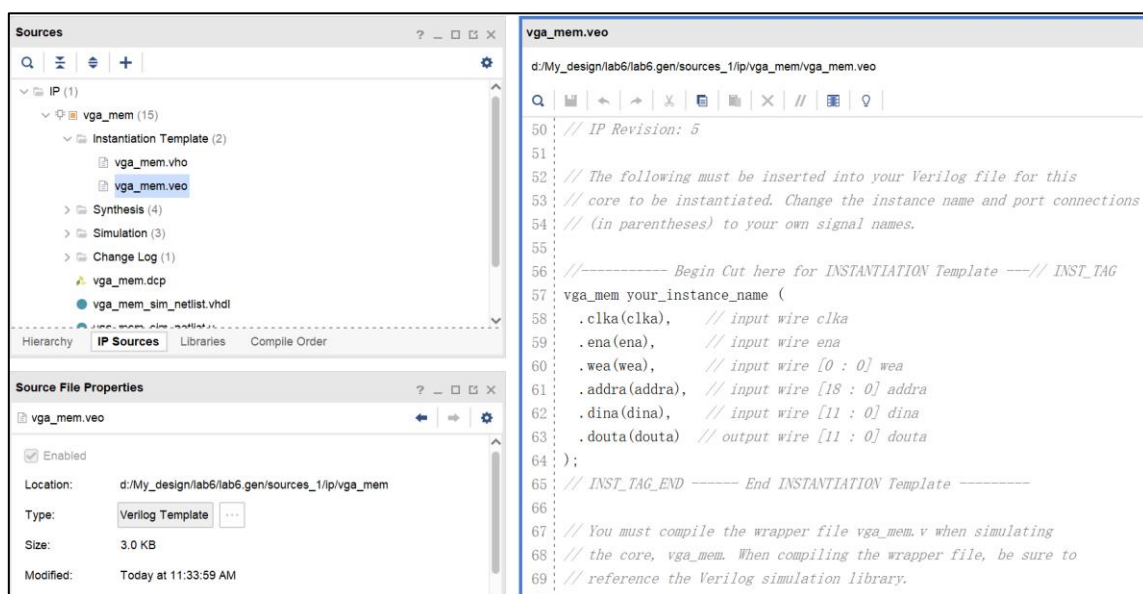 Sources
IP (1)
vga_mem (15)
Instantiation Template (2)
vga_mem.vho
vga_mem.veo
Synthesis (4)
Simulation (3)
Change Log (1)
vga_mem.dcp
vga_mem_sim_netlist.vhdl
Hierarchy IP Sources Libraries Compile Order
Source File Properties
vga_mem.veo
Enabled
Location: d:/My_design/lab6/lab6.gen/sources_1/ip/vga_mem
Type: Verilog Template ...
Size: 3.0 KB
Modified: Today at 11:33:59 AM
vga_mem.veo
d:/My_design/lab6/lab6.gen/sources_1/ip/vga_mem/vga_mem.veo
50 // IP Revision: 5
51
52 // The following must be inserted into your Verilog file for this
53 // core to be instantiated. Change the instance name and port connections
54 // (in parentheses) to your own signal names.
55
56 //----------- Begin Cut here for INSTANTIATION Template ---// INST_TAG
57 vga_mem your_instance_name (
58 .clka(clka), // input wire clka
59 .ena(ena), // input wire ena
60 .wea(wea), // input wire [0 : 0] wea
61 .addra(addra), // input wire [18 : 0] addra
62 .dina(dina), // input wire [11 : 0] dina
63 .douta(douta) // output wire [11 : 0] douta
64 );
65 // INST_TAG_END ------ End INSTANTIATION Template ---------
66
67 // You must compile the wrapper file vga_mem.v when simulating
68 // the core, vga_mem. When compiling the wrapper file, be sure to
69 // reference the Verilog simulation library.